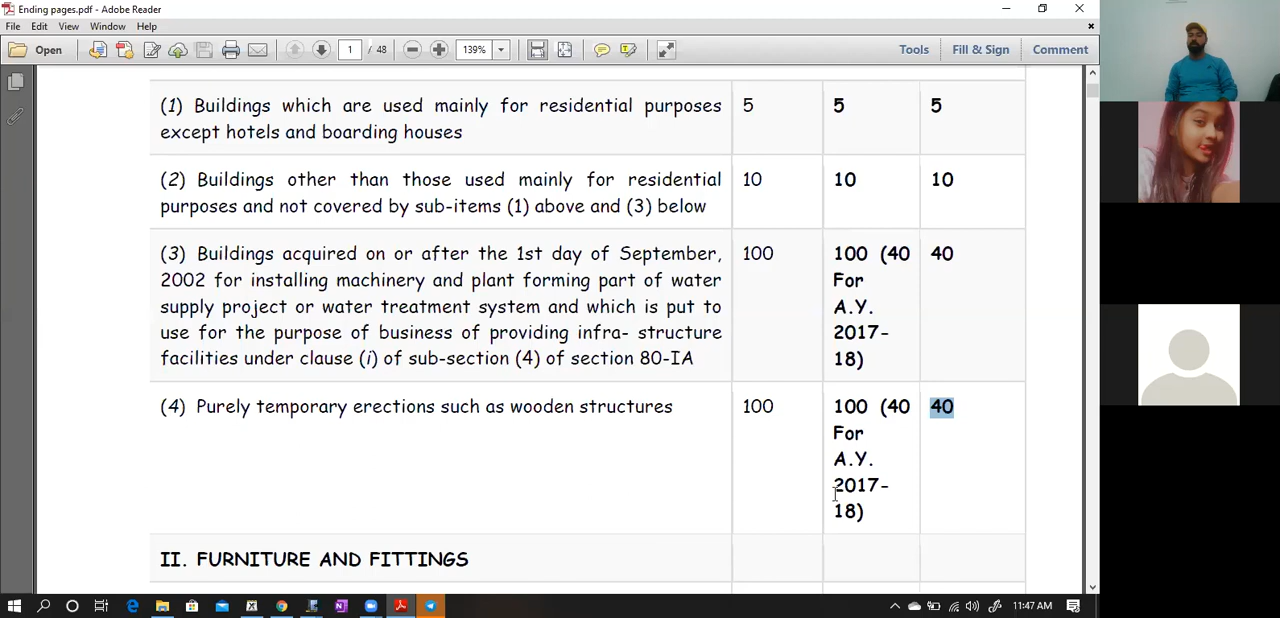 Ending pages.pdf - Adobe Reader
File Edit View Window Help
Open 1 / 48 139% Tools Fill & Sign Comment
(1) Buildings which are used mainly for residential purposes 5 5 5
except hotels and boarding houses
(2) Buildings other than those used mainly for residential 10 10 10
purposes and not covered by sub-items (1) above and (3) below
(3) Buildings acquired on or after the 1st day of September, 100 100 (40 40
2002 for installing machinery and plant forming part of water For
supply project or water treatment system and which is put to A.Y.
use for the purpose of business of providing infra- structure 2017-
facilities under clause (i) of sub-section (4) of section 80-IA 18)
(4) Purely temporary erections such as wooden structures 100 100 (40 40
For
A.Y.
2017-
18)
II. FURNITURE AND FITTINGS
11:47 AM